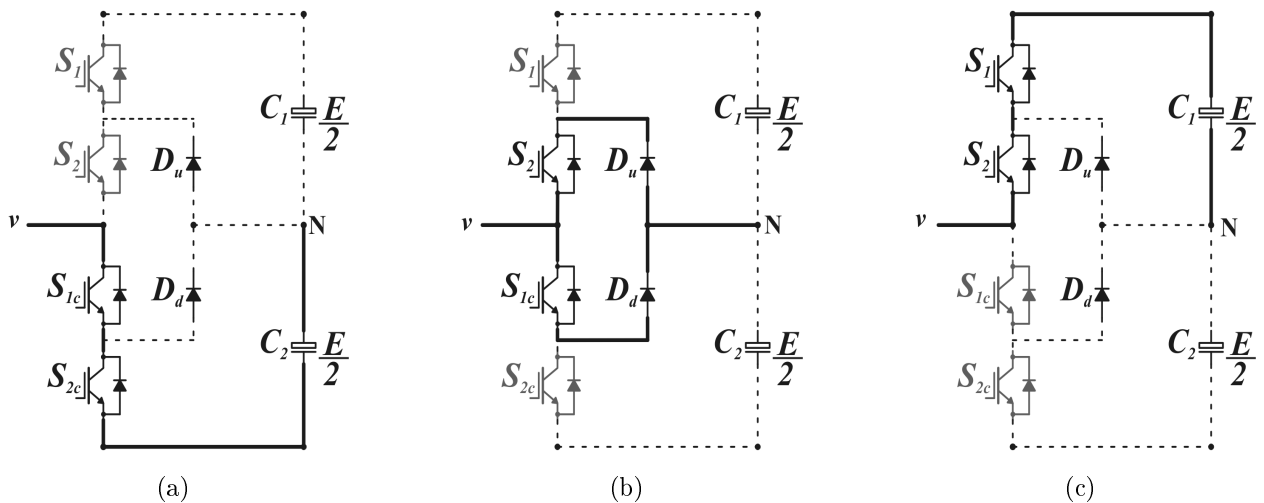 S1
S2
Du
v
N
S1c
Dd
S2c
C1 E/2
C2 E/2
(a)
S1
S2
Du
v
N
S1c
Dd
S2c
C1 E/2
C2 E/2
(b)
S1
S2
Du
v
N
S1c
Dd
S2c
C1 E/2
C2 E/2
(c)